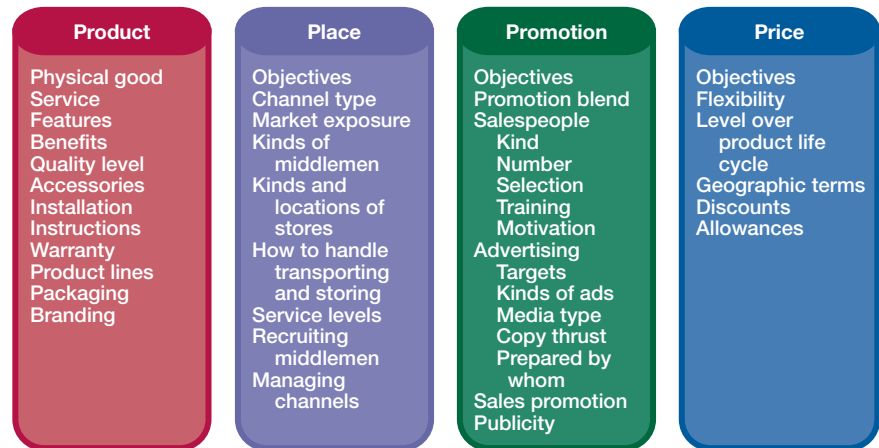 Product
Physical good
Service
Features
Benefits
Quality level
Accessories
Installation
Instructions
Warranty
Product lines
Packaging
Branding
Place
Objectives
Channel type
Market exposure
Kinds of
middlemen
Kinds and
locations of
stores
How to handle
transporting
and storing
Service levels
Recruiting
middlemen
Managing
channels
Promotion
Objectives
Promotion blend
Salespeople
Kind
Number
Selection
Training
Motivation
Advertising
Targets
Kinds of ads
Media type
Copy thrust
Prepared by
whom
Sales promotion
Publicity
Price
Objectives
Flexibility
Level over
product life
cycle
Geographic terms
Discounts
Allowances